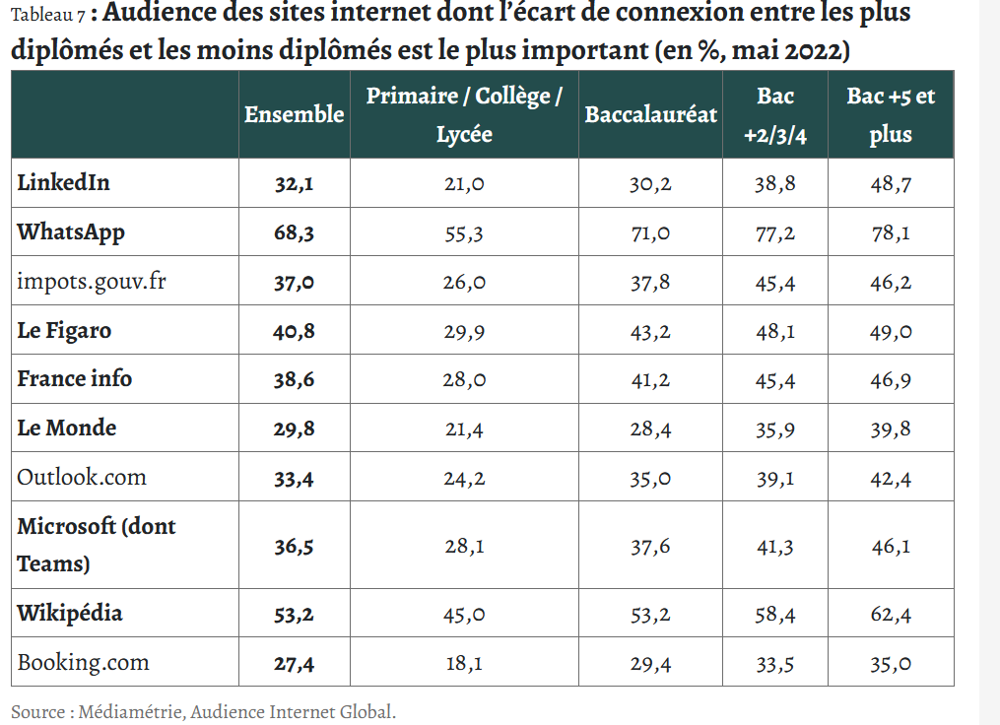 Tableau 7 : Audience des sites internet dont l’écart de connexion entre les plus
diplômés et les moins diplômés est le plus important (en %, mai 2022)
Ensemble Primaire / Collège / Lycée Baccalauréat Bac +2/3/4 Bac +5 et plus
LinkedIn 32,1 21,0 30,2 38,8 48,7
WhatsApp 68,3 55,3 71,0 77,2 78,1
impots.gouv.fr 37,0 26,0 37,8 45,4 46,2
Le Figaro 40,8 29,9 43,2 48,1 49,0
France info 38,6 28,0 41,2 45,4 46,9
Le Monde 29,8 21,4 28,4 35,9 39,8
Outlook.com 33,4 24,2 35,0 39,1 42,4
Microsoft (dont Teams) 36,5 28,1 37,6 41,3 46,1
Wikipédia 53,2 45,0 53,2 58,4 62,4
Booking.com 27,4 18,1 29,4 33,5 35,0
Source : Médiamétrie, Audience Internet Global.